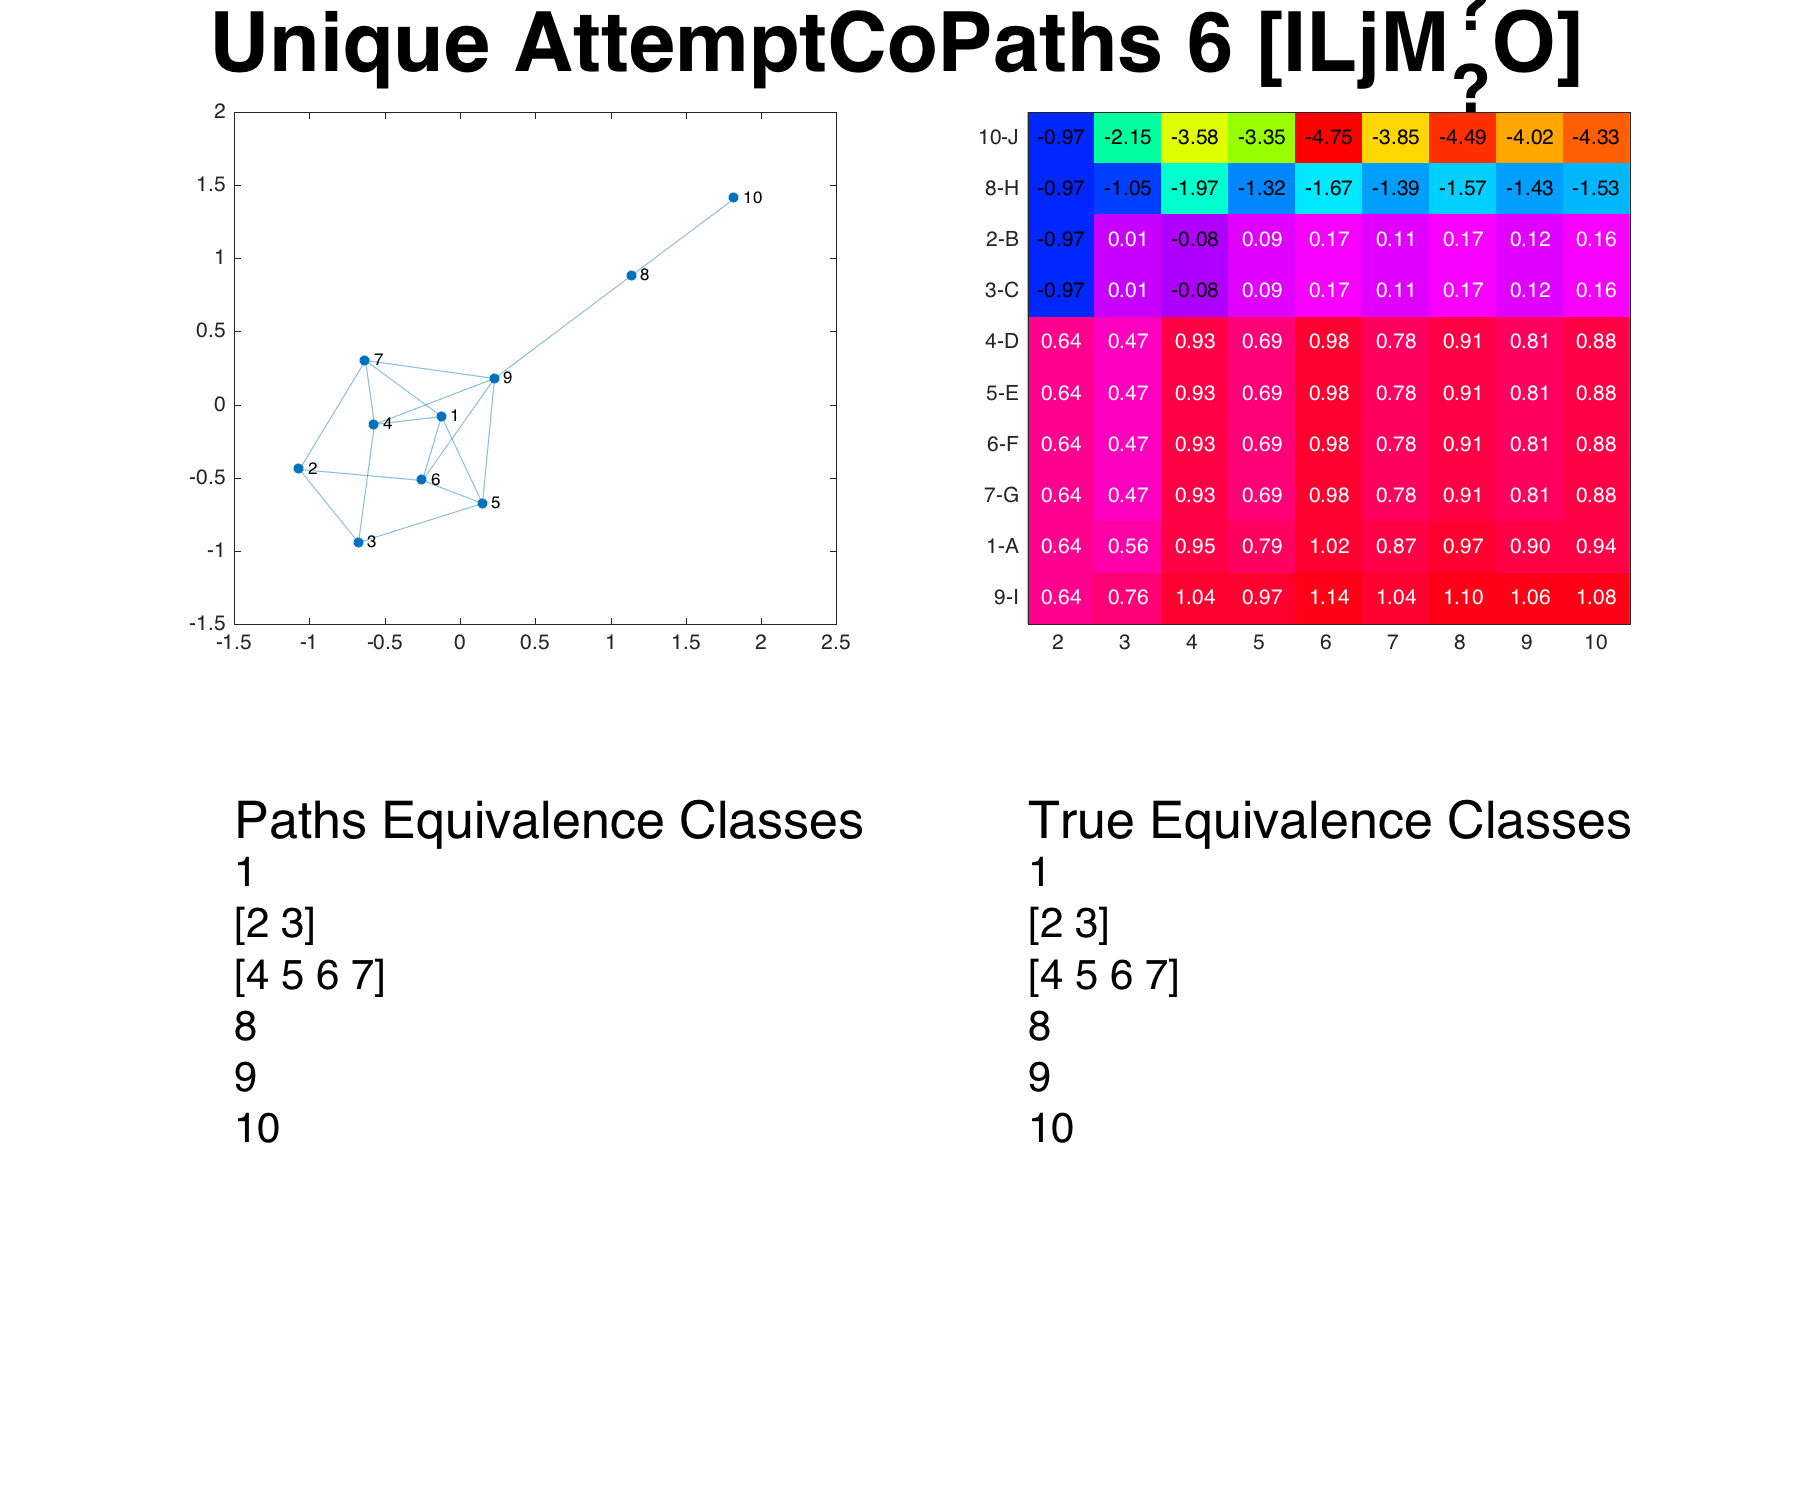 Unique AttemptCoPaths 6 [ILjM??O]
2
1.5
1
0.5
0
-0.5
-1
-1.5
-1.5 -1 -0.5 0 0.5 1 1.5 2 2.5
10
8
7
9
1
4
2
6
5
3
10-J -0.97 -2.15 -3.58 -3.35 -4.75 -3.85 -4.49 -4.02 -4.33
8-H -0.97 -1.05 -1.97 -1.32 -1.67 -1.39 -1.57 -1.43 -1.53
2-B -0.97 0.01 -0.08 0.09 0.17 0.11 0.17 0.12 0.16
3-C -0.97 0.01 -0.08 0.09 0.17 0.11 0.17 0.12 0.16
4-D 0.64 0.47 0.93 0.69 0.98 0.78 0.91 0.81 0.88
5-E 0.64 0.47 0.93 0.69 0.98 0.78 0.91 0.81 0.88
6-F 0.64 0.47 0.93 0.69 0.98 0.78 0.91 0.81 0.88
7-G 0.64 0.47 0.93 0.69 0.98 0.78 0.91 0.81 0.88
1-A 0.64 0.56 0.95 0.79 1.02 0.87 0.97 0.90 0.94
9-I 0.64 0.76 1.04 0.97 1.14 1.04 1.10 1.06 1.08
2 3 4 5 6 7 8 9 10
Paths Equivalence Classes
1
[2 3]
[4 5 6 7]
8
9
10
True Equivalence Classes
1
[2 3]
[4 5 6 7]
8
9
10